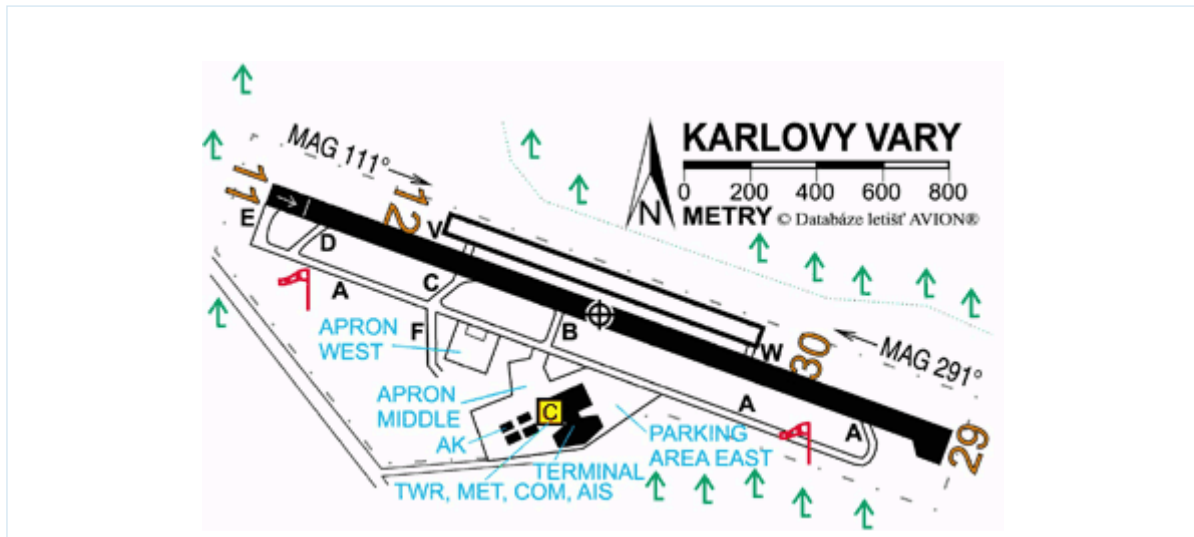 KARLOVY VARY
0 200 400 600 800
METRY © Databáze letišť AVION®
N
MAG 111°
11
12
E
D
V
A
C
B
F
W
30
MAG 291°
APRON
WEST
APRON
MIDDLE
AK
C
A
A
29
PARKING
AREA EAST
TERMINAL
TWR, MET, COM, AIS